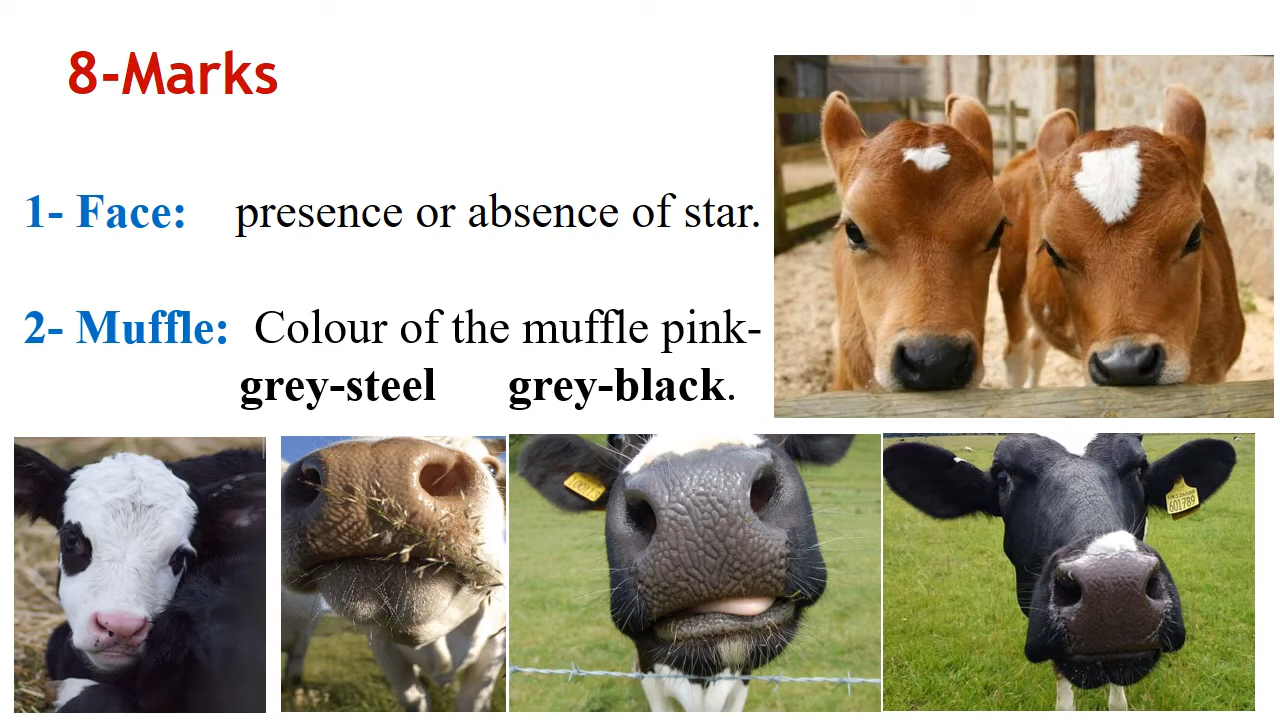 8-Marks
1- Face: presence or absence of star.
2- Muffle: Colour of the muffle pink-
grey-steel grey-black.
601789